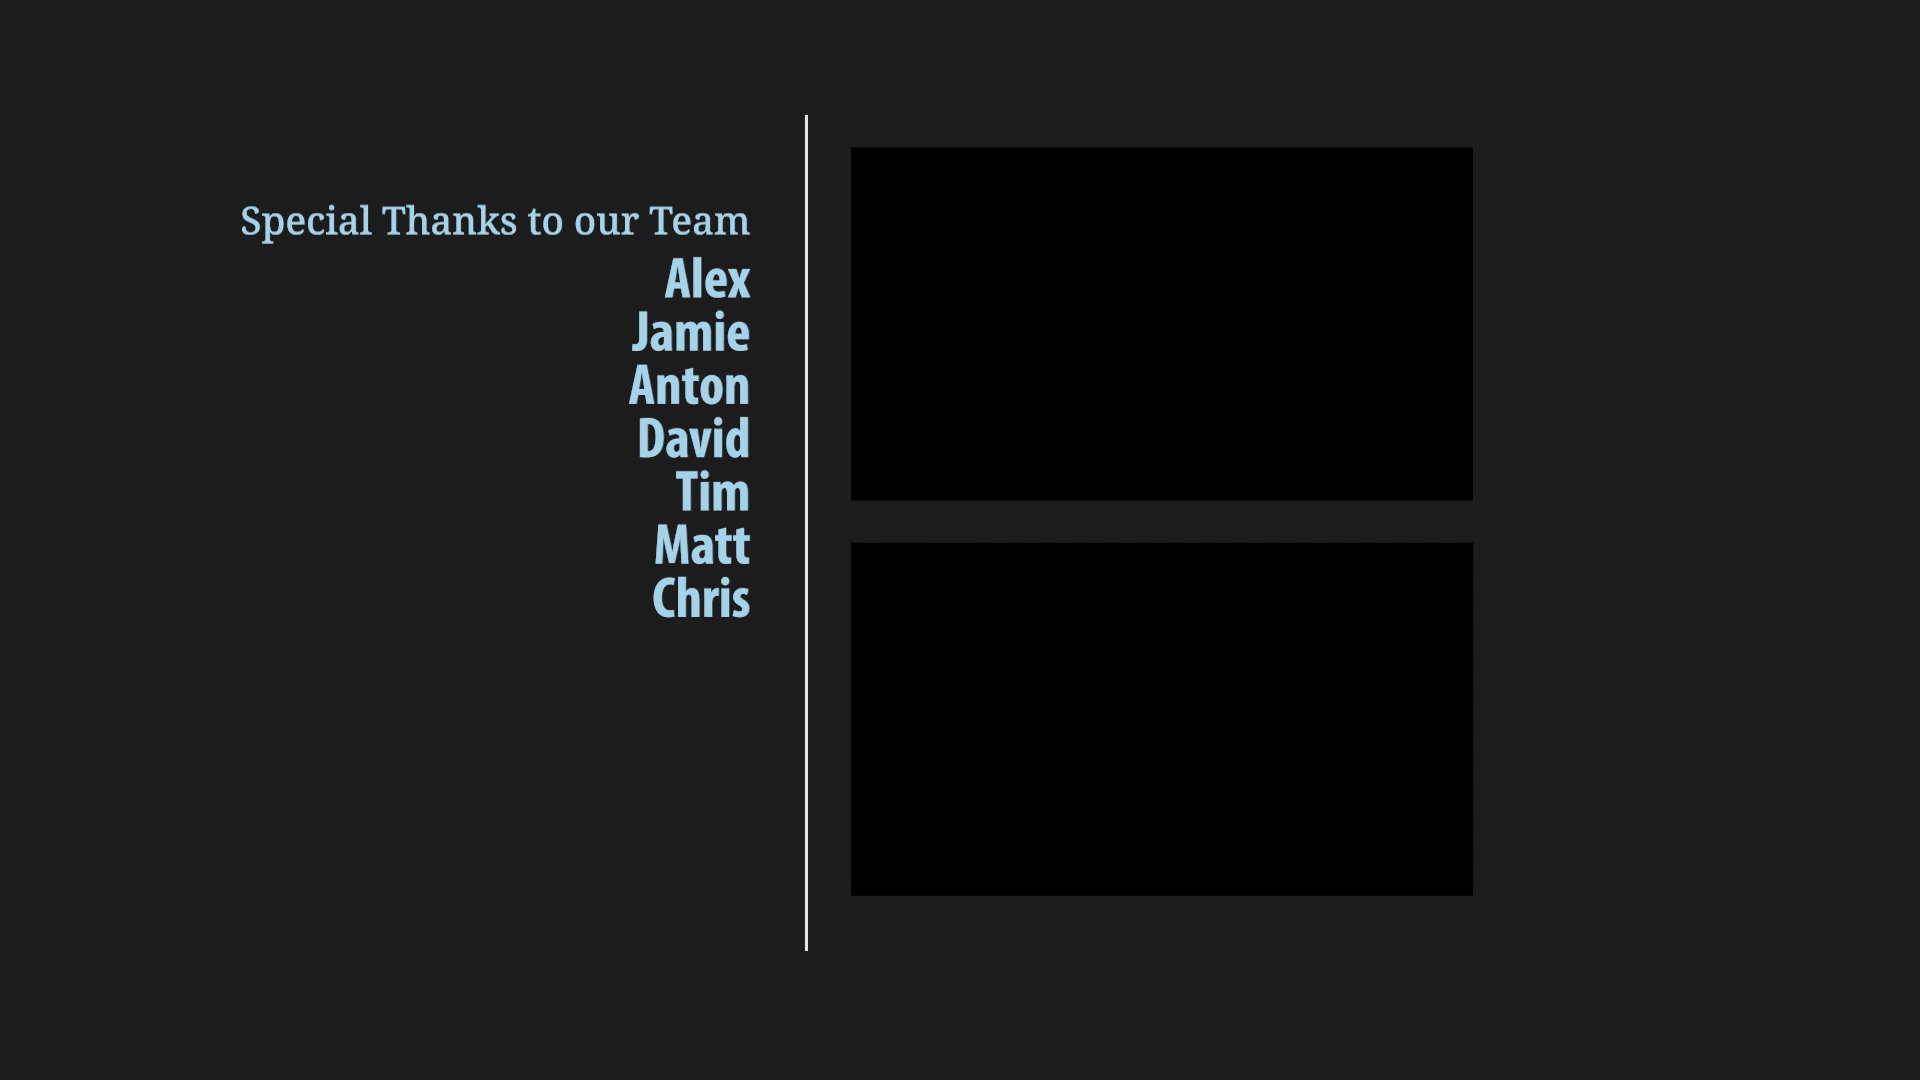 Special Thanks to our Team
Alex
Jamie
Anton
David
Tim
Matt
Chris